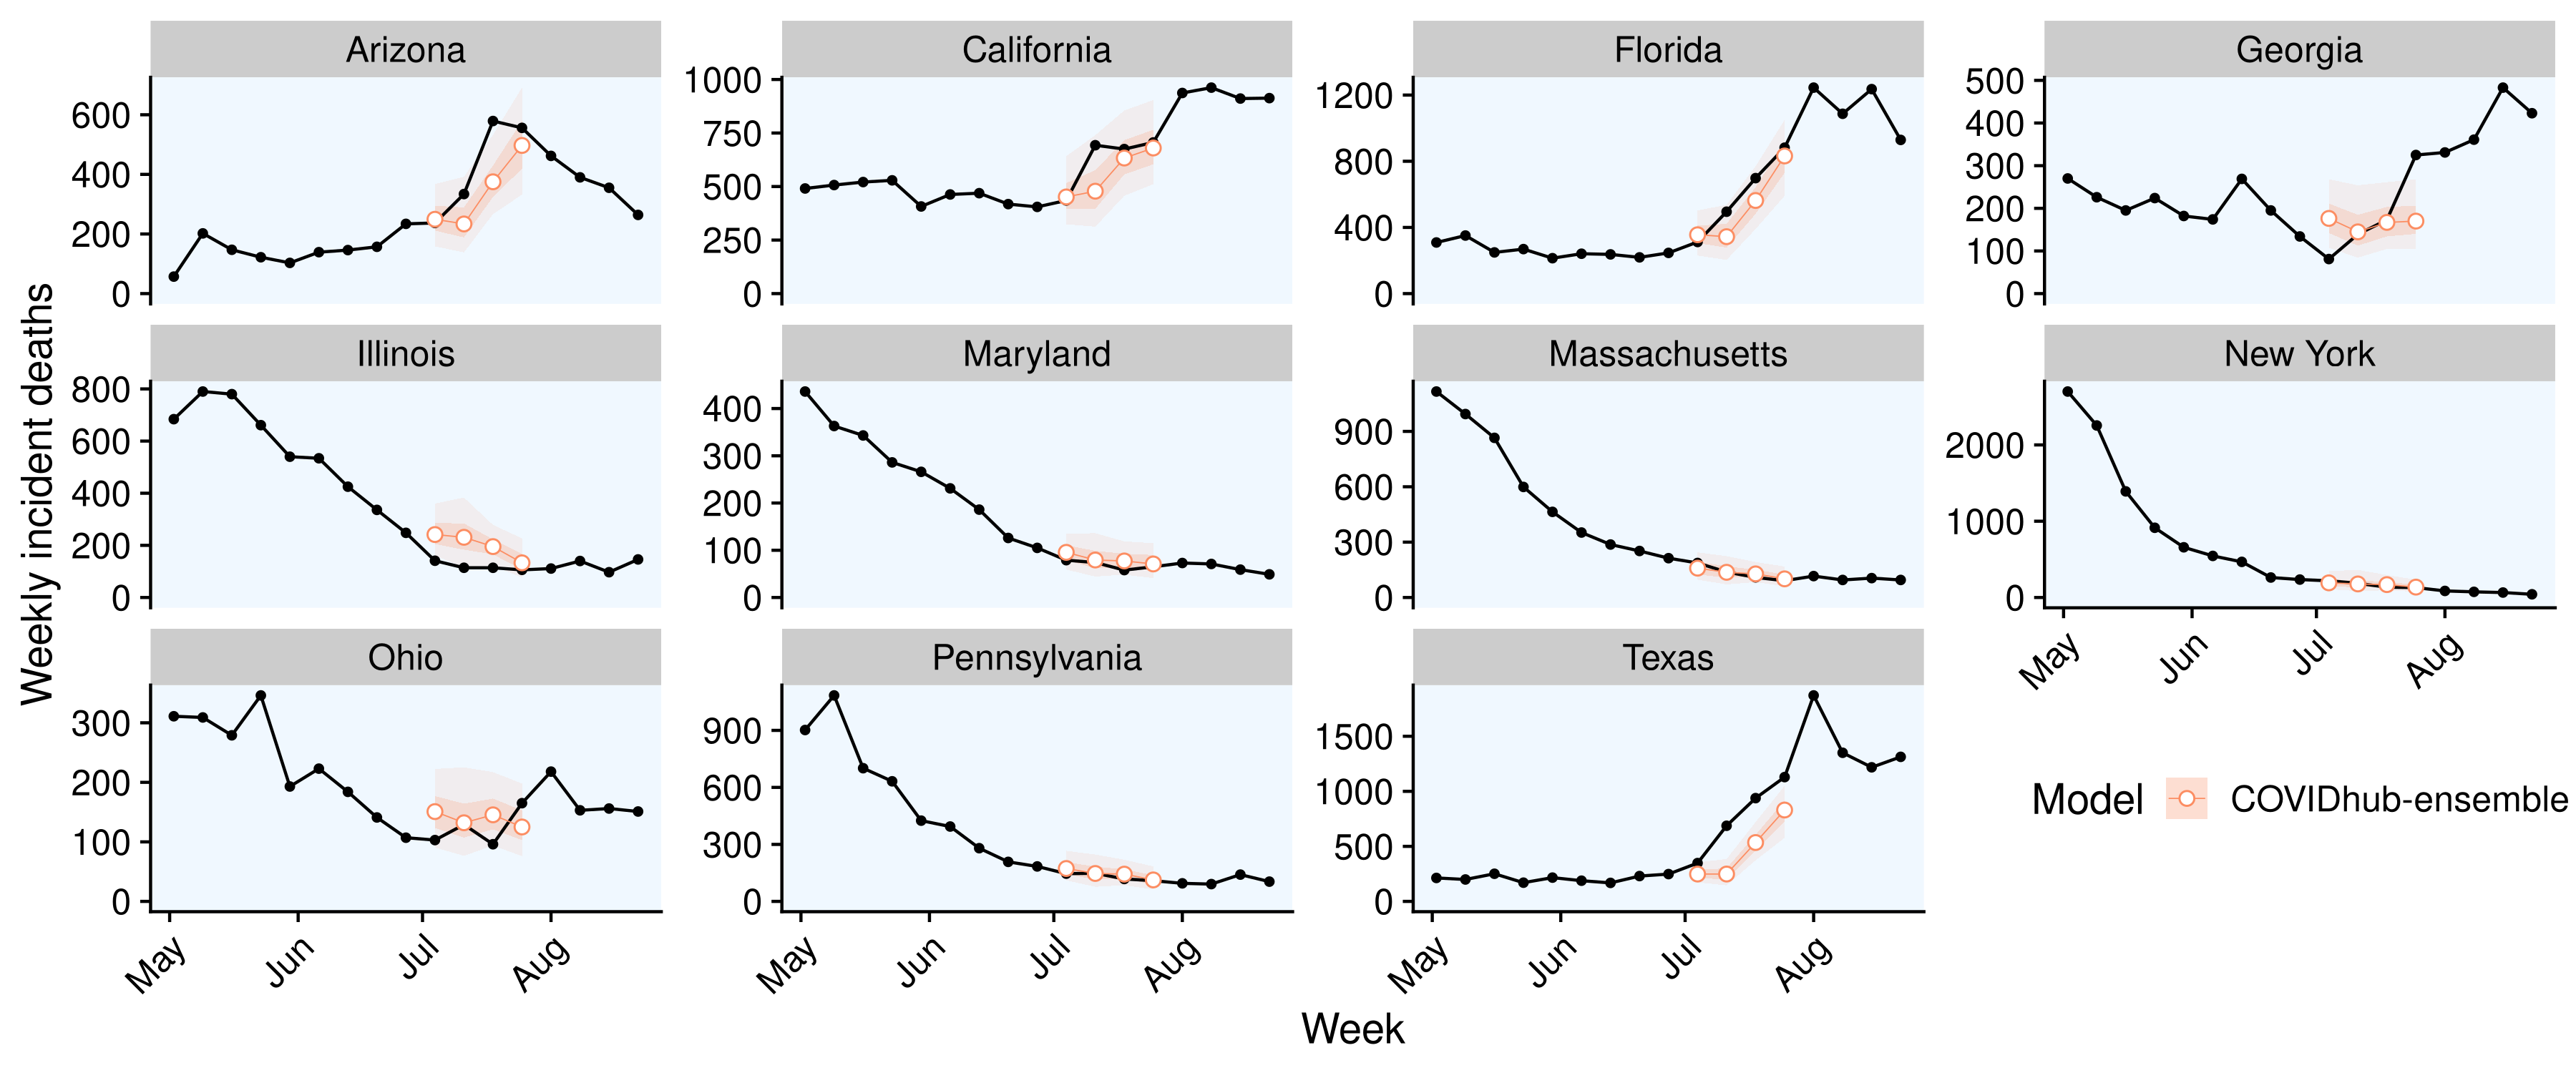 Weekly incident deaths
Arizona
600
400
200
0
California
1000
750
500
250
0
Florida
1200
800
400
0
Georgia
500
400
300
200
100
0
Illinois
800
600
400
200
0
Maryland
400
300
200
100
0
Massachusetts
900
600
300
0
New York
2000
1000
0
May
Jun
Jul
Aug
Ohio
300
200
100
0
May
Jun
Jul
Aug
Pennsylvania
900
600
300
0
May
Jun
Jul
Aug
Texas
1500
1000
500
0
May
Jun
Jul
Aug
Model COVIDhub-ensemble
Week